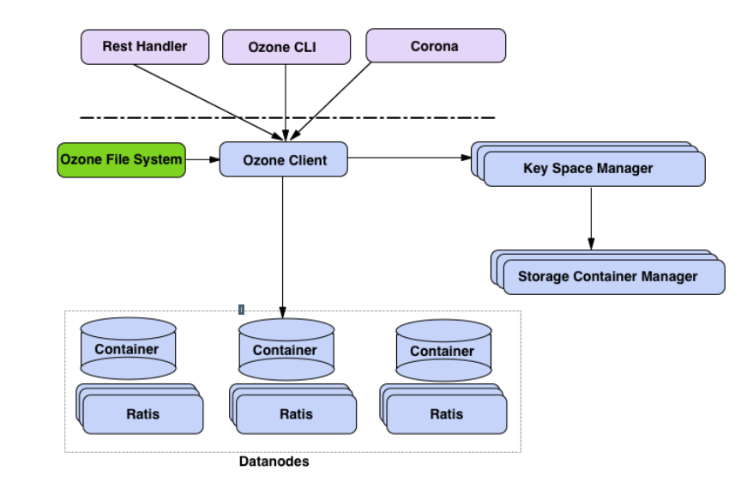 Rest Handler
Ozone CLI
Corona
Ozone File System
Ozone Client
Key Space Manager
Storage Container Manager
Container
Container
Container
Ratis
Ratis
Ratis
Datanodes